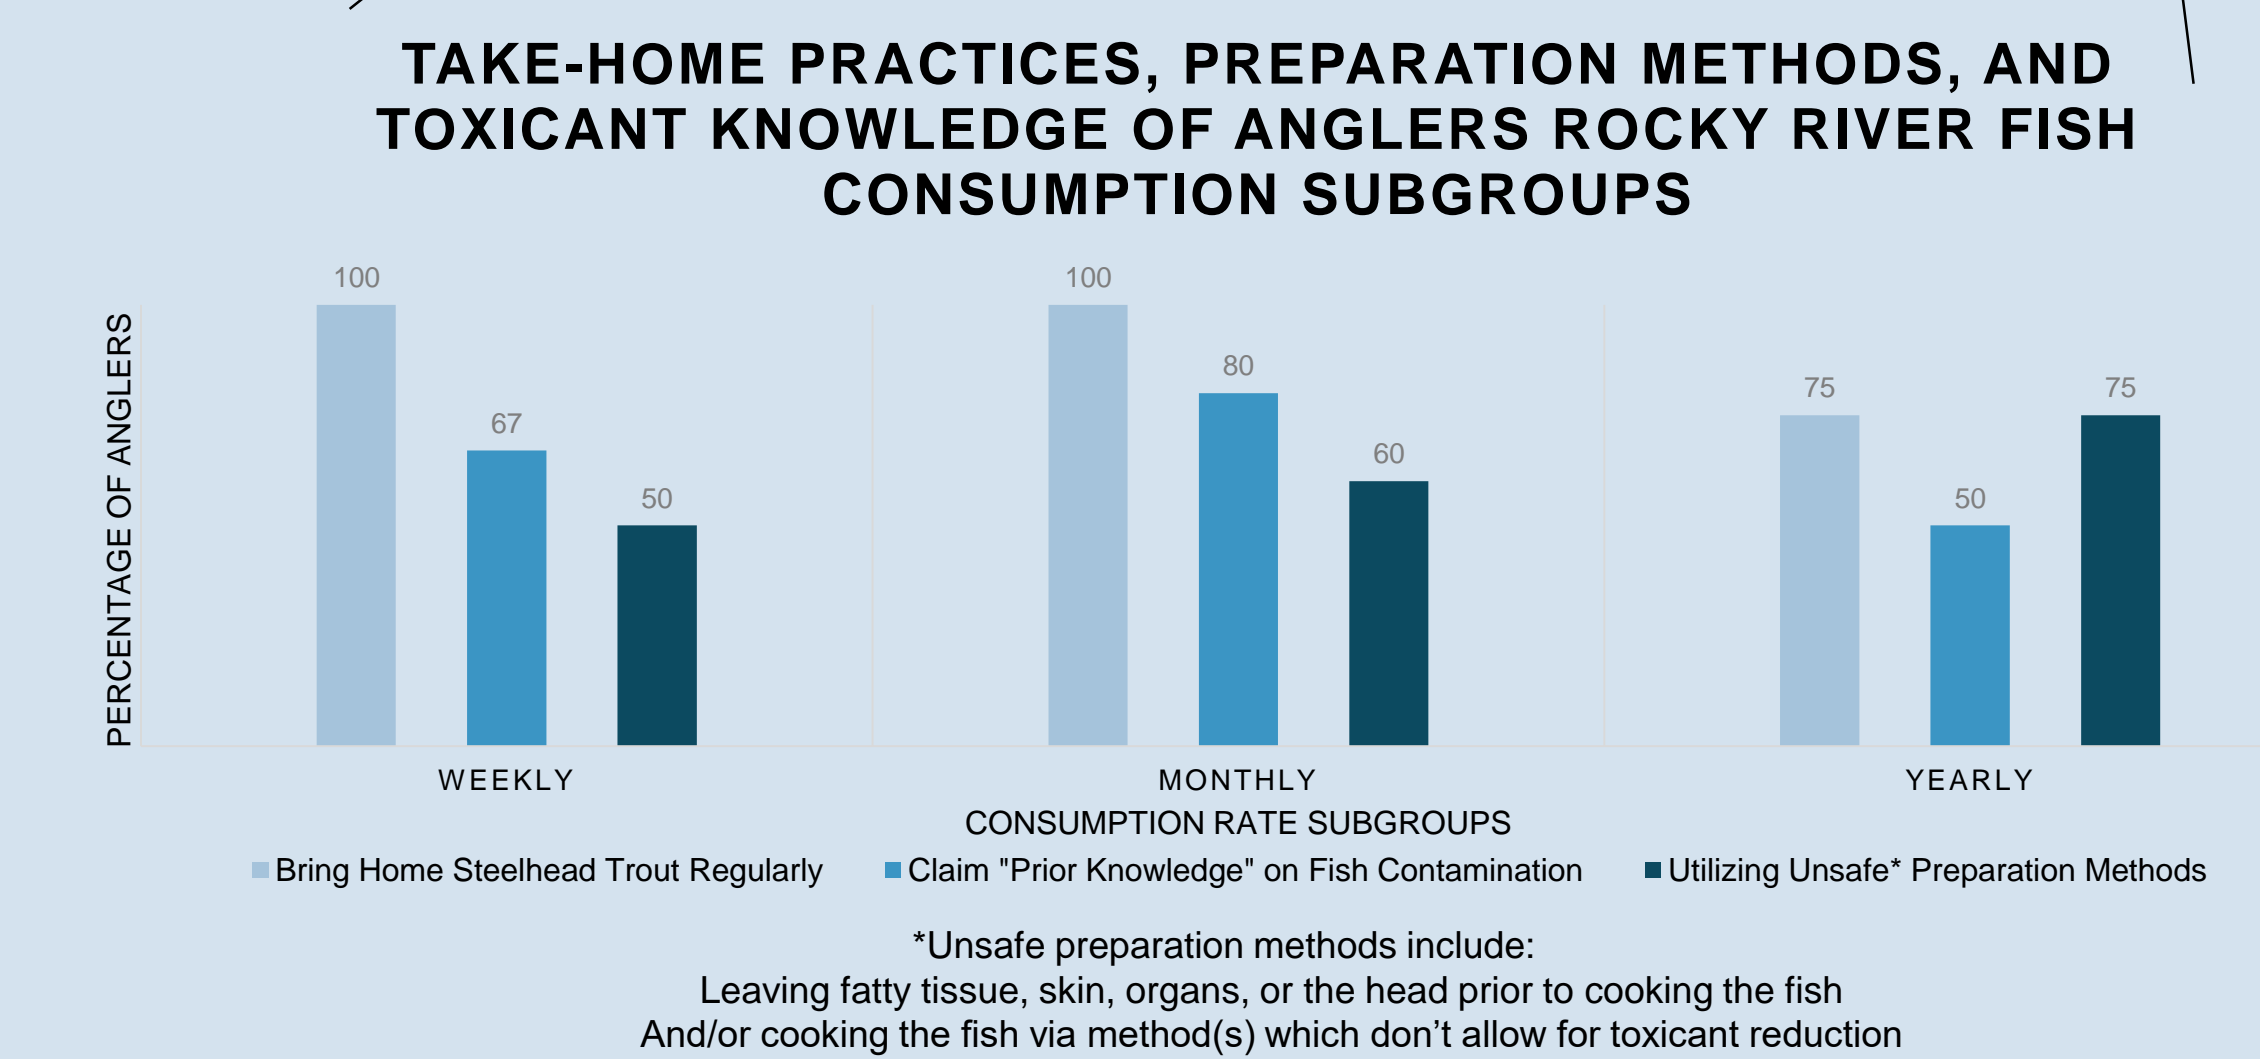 TAKE-HOME PRACTICES, PREPARATION METHODS, AND
TOXICANT KNOWLEDGE OF ANGLERS ROCKY RIVER FISH
CONSUMPTION SUBGROUPS
PERCENTAGE OF ANGLERS
100
67
50
100
80
60
75
50
75
WEEKLY
MONTHLY
YEARLY
CONSUMPTION RATE SUBGROUPS
Bring Home Steelhead Trout Regularly
Claim "Prior Knowledge" on Fish Contamination
Utilizing Unsafe* Preparation Methods
*Unsafe preparation methods include:
Leaving fatty tissue, skin, organs, or the head prior to cooking the fish
And/or cooking the fish via method(s) which don’t allow for toxicant reduction